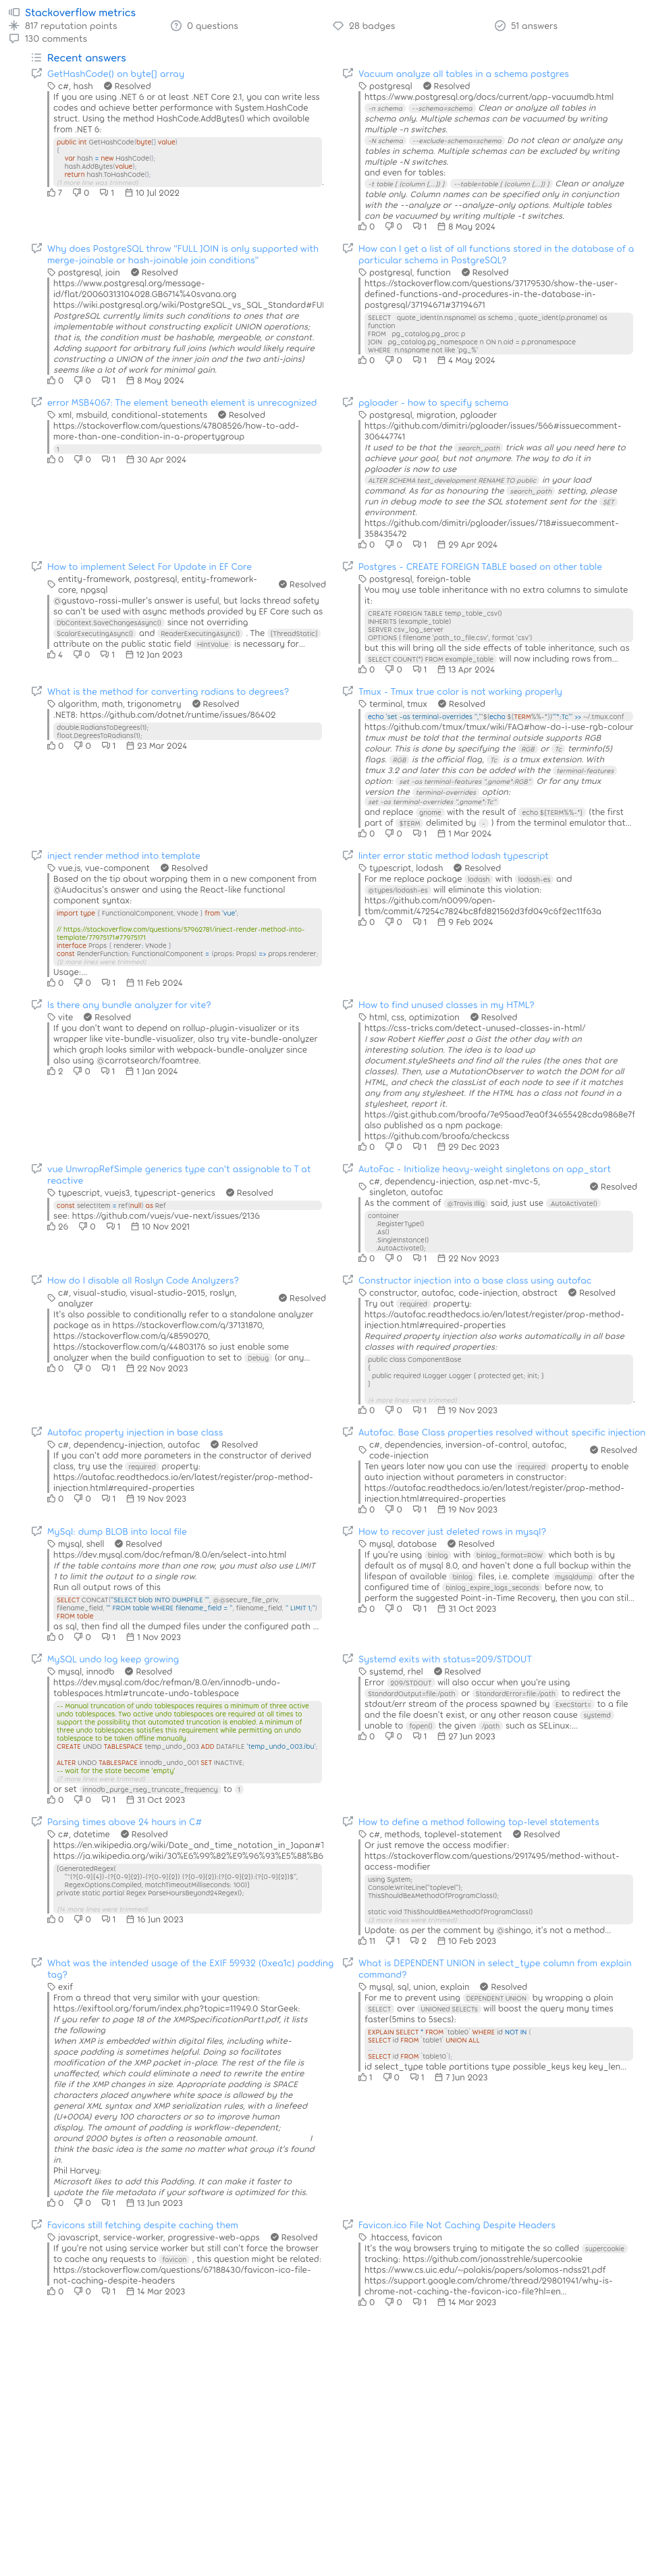 Stackoverflow metrics
817 reputation points
0 questions
28 badges
51 answers
130 comments
Recent answers
GetHashCode() on byte[] array
c#, hash Resolved
If you are using .NET 6 or at least .NET Core 2.1, you can write less
codes and achieve better performance with System.HashCode
struct. Using the method HashCode.AddBytes() which available
from .NET 6:
public int GetHashCode(byte[] value)
{
var hash = new HashCode();
hash.AddBytes(value);
return hash.ToHashCode();
(1 more line was trimmed)
7 0 1 10 Jul 2022
Vacuum analyze all tables in a schema postgres
postgresql Resolved
https://www.postgresql.org/docs/current/app-vacuumdb.html
-n schema --schema=schema Clean or analyze all tables in
schema only. Multiple schemas can be vacuumed by writing
multiple -n switches.
-N schema --exclude-schema=schema Do not clean or analyze any
tables in schema. Multiple schemas can be excluded by writing
multiple -N switches.
and even for tables:
-t table [ (column [,...]) ] --table=table [ (column [,...]) ] Clean or analyze
table only. Column names can be specified only in conjunction
with the --analyze or --analyze-only options. Multiple tables
can be vacuumed by writing multiple -t switches.
0 0 1 8 May 2024
Why does PostgreSQL throw "FULL JOIN is only supported with
merge-joinable or hash-joinable join conditions"
postgresql, join Resolved
https://www.postgresql.org/message-
id/flat/20060313104028.GB6714%40svana.org
https://wiki.postgresql.org/wiki/PostgreSQL_vs_SQL_Standard#FUI
PostgreSQL currently limits such conditions to ones that are
implementable without constructing explicit UNION operations;
that is, the condition must be hashable, mergeable, or constant.
Adding support for arbitrary full joins (which would likely require
constructing a UNION of the inner join and the two anti-joins)
seems like a lot of work for minimal gain.
0 0 1 8 May 2024
How can I get a list of all functions stored in the database of a
particular schema in PostgreSQL?
postgresql, function Resolved
https://stackoverflow.com/questions/37179530/show-the-user-
defined-functions-and-procedures-in-the-database-in-
postgresql/37194671#37194671
SELECT quote_ident(n.nspname) as schema , quote_ident(p.proname) as
function
FROM pg_catalog.pg_proc p
JOIN pg_catalog.pg_namespace n ON n.oid = p.pronamespace
WHERE n.nspname not like 'pg_%'
0 0 1 4 May 2024
error MSB4067: The element beneath element is unrecognized
xml, msbuild, conditional-statements Resolved
https://stackoverflow.com/questions/47808526/how-to-add-
more-than-one-condition-in-a-propertygroup
1
0 0 1 30 Apr 2024
pgloader - how to specify schema
postgresql, migration, pgloader
https://github.com/dimitri/pgloader/issues/566#issuecomment-
306447741
It used to be that the search_path trick was all you need here to
achieve your goal, but not anymore. The way to do it in
pgloader is now to use
ALTER SCHEMA test_development RENAME TO public in your load
command. As for as honouring the search_path setting, please
run in debug mode to see the SQL statement sent for the SET
environment.
https://github.com/dimitri/pgloader/issues/718#issuecomment-
358435472
0 0 1 29 Apr 2024
How to implement Select For Update in EF Core
entity-framework, postgresql, entity-framework-
core, npgsql Resolved
@gustavo-rossi-muller's answer is useful, but lacks thread safety
so can't be used with async methods provided by EF Core such as
DbContext.SaveChangesAsync() since not overriding
ScalarExecutingAsync() and ReaderExecutingAsync() . The [ThreadStatic]
attribute on the public static field HintValue is necessary for...
4 0 1 12 Jan 2023
Postgres - CREATE FOREIGN TABLE based on other table
postgresql, foreign-table
You may use table inheritance with no extra columns to simulate
it:
CREATE FOREIGN TABLE temp_table_csv()
INHERITS (example_table)
SERVER csv_log_server
OPTIONS ( filename 'path_to_file.csv', format 'csv')
but this will bring all the side effects of table inheritance, such as
SELECT COUNT(*) FROM example_table will now including rows from...
0 0 1 13 Apr 2024
What is the method for converting radians to degrees?
algorithm, math, trigonometry Resolved
.NET8: https://github.com/dotnet/runtime/issues/86402
double.RadiansToDegrees(1);
float.DegreesToRadians(1);
0 0 1 23 Mar 2024
Tmux - Tmux true color is not working properly
terminal, tmux Resolved
echo 'set -as terminal-overrides ",'"$(echo ${TERM%%-*})"'*:Tc"' >> ~/.tmux.conf
https://github.com/tmux/tmux/wiki/FAQ#how-do-i-use-rgb-colour
tmux must be told that the terminal outside supports RGB
colour. This is done by specifying the RGB or Tc terminfo(5)
flags. RGB is the official flag, Tc is a tmux extension. With
tmux 3.2 and later this can be added with the terminal-features
option: set -as terminal-features ",gnome*:RGB" Or for any tmux
version the terminal-overrides option:
set -as terminal-overrides ",gnome*:Tc"
and replace gnome with the result of echo ${TERM%%-*} (the first
part of $TERM delimited by - ) from the terminal emulator that...
0 0 1 1 Mar 2024
inject render method into template
vue.js, vue-component Resolved
Based on the tip about warpping them in a new component from
@Audacitus's answer and using the React-like functional
component syntax:
import type { FunctionalComponent, VNode } from 'vue';
// https://stackoverflow.com/questions/57962781/insject-render-method-into-
template/77975171#77975171
interface Props { renderer: VNode }
const RenderFunction: FunctionalComponent = (props: Props) => props.renderer;
(12 more lines were trimmed)
Usage:...
0 0 1 11 Feb 2024
linter error static method lodash typescript
typescript, lodash Resolved
For me replace package lodash with lodash-es and
@types/lodash-es will eliminate this violation:
https://github.com/n0099/open-
tbm/commit/47254c7824bc8fd821562d3fd049c6f2ec11f63a
0 0 1 9 Feb 2024
Is there any bundle analyzer for vite?
vite Resolved
If you don't want to depend on rollup-plugin-visualizer or its
wrapper like vite-bundle-visualizer, also try vite-bundle-analyzer
which graph looks similar with webpack-bundle-analyzer since
also using @carrotsearch/foamtree.
2 0 1 1 Jan 2024
How to find unused classes in my HTML?
html, css, optimization Resolved
https://css-tricks.com/detect-unused-classes-in-html/
I saw Robert Kieffer post a Gist the other day with an
interesting solution. The idea is to load up
document.styleSheets and find all the rules (the ones that are
classes). Then, use a MutationObserver to watch the DOM for all
HTML, and check the classList of each node to see if it matches
any from any stylesheet. If the HTML has a class not found in a
stylesheet, report it.
https://gist.github.com/broofa/7e95aad7ea0f34655428cda9868e7f
also published as a npm package:
https://github.com/broofa/checkcss
0 0 1 29 Dec 2023
vue UnwrapRefSimple generics type can't assignable to T at
reactive
typescript, vuejs3, typescript-generics Resolved
const selectitem = ref(null) as Ref
see: https://github.com/vuejs/vue-next/issues/2136
26 0 1 10 Nov 2021
AutoFac - Initialize heavy-weight singletons on app_start
c#, dependency-injection, asp.net-mvc-5,
singleton, autofac Resolved
As the comment of @Travis Illig said, just use .AutoActivate()
container
.RegisterType()
.As()
.SingleInstance()
.AutoActivate();
0 0 1 22 Nov 2023
How do I disable all Roslyn Code Analyzers?
c#, visual-studio, visual-studio-2015, roslyn,
analyzer Resolved
It's also possible to conditionally refer to a standalone analyzer
package as in https://stackoverflow.com/q/37131870,
https://stackoverflow.com/q/48590270,
https://stackoverflow.com/q/44803176 so just enable some
analyzer when the build configuation to set to Debug (or any...
0 0 1 22 Nov 2023
Constructor injection into a base class using autofac
constructor, autofac, code-injection, abstract Resolved
Try out required property:
https://autofac.readthedocs.io/en/latest/register/prop-method-
injection.html#required-properties
Required property injection also works automatically in all base
classes with required properties:
public class ComponentBase
{
public required ILogger Logger { protected get; init; }
}
(4 more lines were trimmed)
0 0 1 19 Nov 2023
Autofac property injection in base class
c#, dependency-injection, autofac Resolved
If you can't add more parameters in the constructor of derived
class, try use the required property:
https://autofac.readthedocs.io/en/latest/register/prop-method-
injection.html#required-properties
0 0 1 19 Nov 2023
Autofac. Base Class properties resolved without specific injection
c#, dependencies, inversion-of-control, autofac,
code-injection Resolved
Ten years later now you can use the required property to enable
auto injection without parameters in constructor:
https://autofac.readthedocs.io/en/latest/register/prop-method-
injection.html#required-properties
0 0 1 19 Nov 2023
MySql: dump BLOB into local file
mysql, shell Resolved
https://dev.mysql.com/doc/refman/8.0/en/select-into.html
If the table contains more than one row, you must also use LIMIT
1 to limit the output to a single row.
Run all output rows of this
SELECT CONCAT("SELECT blob INTO DUMPFILE '", @@secure_file_priv,
filename_field, "' FROM table WHERE filename_field = '", filename_field, "' LIMIT 1;")
FROM table
as sql, then find all the dumped files under the configured path ...
0 0 1 1 Nov 2023
How to recover just deleted rows in mysql?
mysql, database Resolved
If you're using binlog with binlog_format=ROW which both is by
default as of mysql 8.0, and haven't done a full backup within the
lifespan of available binlog files, i.e. complete mysqldump after the
configured time of binlog_expire_logs_seconds before now, to
perform the suggested Point-in-Time Recovery, then you can stil...
0 0 1 31 Oct 2023
MySQL undo log keep growing
mysql, innodb Resolved
https://dev.mysql.com/doc/refman/8.0/en/innodb-undo-
tablespaces.html#truncate-undo-tablespace
-- Manual truncation of undo tablespaces requires a minimum of three active
undo tablespaces. Two active undo tablespaces are required at all times to
support the possibility that automated truncation is enabled. A minimum of
three undo tablespaces satisfies this requirement while permitting an undo
tablespace to be taken offline manually.
CREATE UNDO TABLESPACE temp_undo_003 ADD DATAFILE 'temp_undo_003.ibu';
ALTER UNDO TABLESPACE innodb_undo_001 SET INACTIVE;
-- wait for the state become 'empty'
(7 more lines were trimmed)
or set innodb_purge_rseg_truncate_frequency to 1
0 0 1 31 Oct 2023
Systemd exits with status=209/STDOUT
systemd, rhel Resolved
Error 209/STDOUT will also occur when you're using
StandardOutput=file:/path or StandardError=file:/path to redirect the
stdout/err stream of the process spawned by ExecStart= to a file
and the file doesn't exist, or any other reason cause systemd
unable to fopen() the given /path such as SELinux:...
0 0 1 27 Jun 2023
Parsing times above 24 hours in C#
c#, datetime Resolved
https://en.wikipedia.org/wiki/Date_and_time_notation_in_Japan#T
https://ja.wikipedia.org/wiki/30%E6%99%82%E9%96%93%E5%88%B6
[GeneratedRegex(
"^(?[0-9]{4})-(?[0-9]{2})-(?[0-9]{2}) (?[0-9]{2}):(?[0-9]{2}):(?[0-9]{2})$",
RegexOptions.Compiled, matchTimeoutMilliseconds: 100)]
private static partial Regex ParseHoursBeyond24Regex();
(14 more lines were trimmed)
0 0 1 16 Jun 2023
How to define a method following top-level statements
c#, methods, toplevel-statement Resolved
Or just remove the access modifier:
https://stackoverflow.com/questions/2917495/method-without-
access-modifier
using System;
Console.WriteLine("toplevel");
ThisShouldBeAMethodOfProgramClass();
static void ThisShouldBeAMethodOfProgramClass()
(3 more lines were trimmed)
Update: as per the comment by @shingo, it's not a method...
11 1 2 10 Feb 2023
What was the intended usage of the EXIF 59932 (0xea1c) padding
tag?
exif
From a thread that very similar with your question:
https://exiftool.org/forum/index.php?topic=11949.0 StarGeek:
If you refer to page 18 of the XMPSpecificationPart1.pdf, it lists
the following
When XMP is embedded within digital files, including white-
space padding is sometimes helpful. Doing so facilitates
modification of the XMP packet in-place. The rest of the file is
unaffected, which could eliminate a need to rewrite the entire
file if the XMP changes in size. Appropriate padding is SPACE
characters placed anywhere white space is allowed by the
general XML syntax and XMP serialization rules, with a linefeed
(U+000A) every 100 characters or so to improve human
display. The amount of padding is workflow-dependent;
around 2000 bytes is often a reasonable amount. I
think the basic idea is the same no matter what group it's found
in.
Phil Harvey:
Microsoft likes to add this Padding. It can make it faster to
update the file metadata if your software is optimized for this.
0 0 1 13 Jun 2023
What is DEPENDENT UNION in select_type column from explain
command?
mysql, sql, union, explain Resolved
For me to prevent using DEPENDENT UNION by wrapping a plain
SELECT over UNIONied SELECTs will boost the query many times
faster(5mins to 5secs):
EXPLAIN SELECT * FROM \`table0\` WHERE id NOT IN (
SELECT id FROM \`table1\` UNION ALL
SELECT id FROM \`table10\`);
id select_type table partitions type possible_keys key key_len...
1 0 1 7 Jun 2023
Favicons still fetching despite caching them
javascript, service-worker, progressive-web-apps Resolved
If you're not using service worker but still can't force the browser
to cache any requests to favicon , this question might be related:
https://stackoverflow.com/questions/67188430/favicon-ico-file-
not-caching-despite-headers
0 0 1 14 Mar 2023
Favicon.ico File Not Caching Despite Headers
.htaccess, favicon
It's the way browsers trying to mitigate the so called supercookie
tracking: https://github.com/jonasstrehle/supercookie
https://www.cs.uic.edu/~polakis/papers/solomos-ndss21.pdf
https://support.google.com/chrome/thread/29801941/why-is-
chrome-not-caching-the-favicon-ico-file?hl=en...
0 0 1 14 Mar 2023